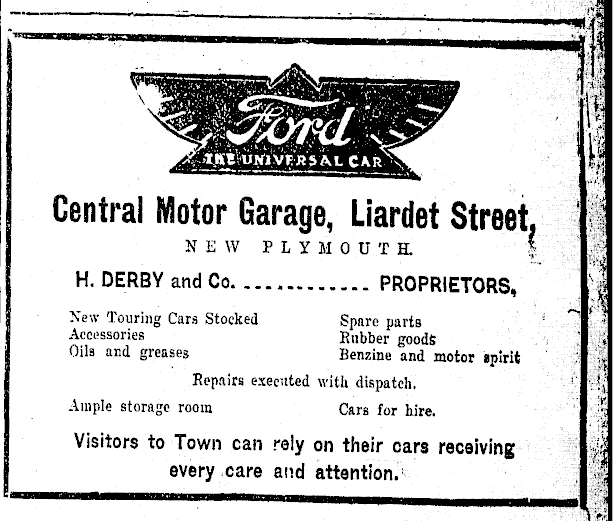 Ford
THE UNIVERSAL CAR
Central Motor Garage, Liardet Street,
NEW PLYMOUTH.
H. DERBY and Co. ............. PROPRIETORS,
New Touring Cars Stocked
Accessories
Oils and greases
Spare parts
Rubber goods
Benzine and motor spirit
Repairs executed with dispatch.
Ample storage room
Cars for hire.
Visitors to Town can rely on their cars receiving
every care and attention.